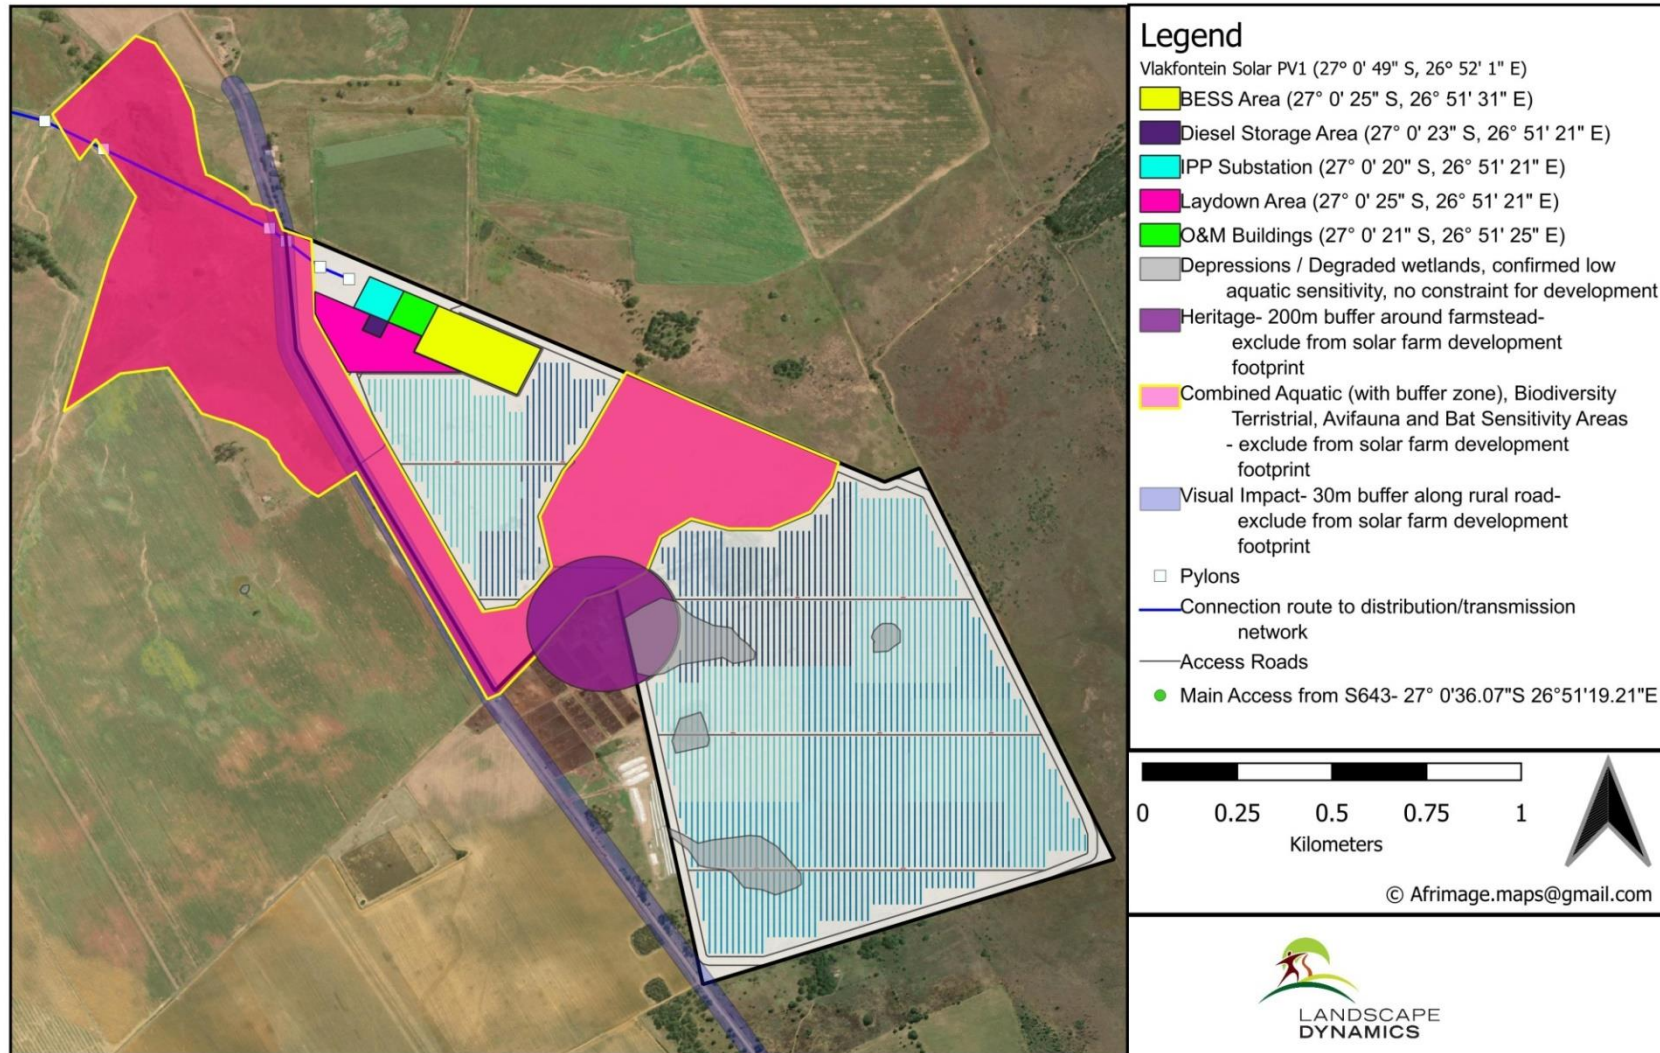 Legend
Vlakfontein Solar PV1 (27° 0' 49" S, 26° 52' 1" E)
BESS Area (27° 0' 25" S, 26° 51' 31" E)
Diesel Storage Area (27° 0' 23" S, 26° 51' 21" E)
IPP Substation (27° 0' 20" S, 26° 51' 21" E)
Laydown Area (27° 0' 25" S, 26° 51' 21" E)
O&M Buildings (27° 0' 21" S, 26° 51' 25" E)
Depressions / Degraded wetlands, confirmed low
aquatic sensitivity, no constraint for development
Heritage- 200m buffer around farmstead-
exclude from solar farm development
footprint
Combined Aquatic (with buffer zone), Biodiversity
Terristrial, Avifauna and Bat Sensitivity Areas
- exclude from solar farm development
footprint
Visual Impact- 30m buffer along rural road-
exclude from solar farm development
footprint
Pylons
Connection route to distribution/transmission
network
Access Roads
Main Access from S643- 27° 0'36.07"S 26°51'19.21"E
0 0.25 0.5 0.75 1
Kilometers
© Afrimage.maps@gmail.com
LANDSCAPE
DYNAMICS